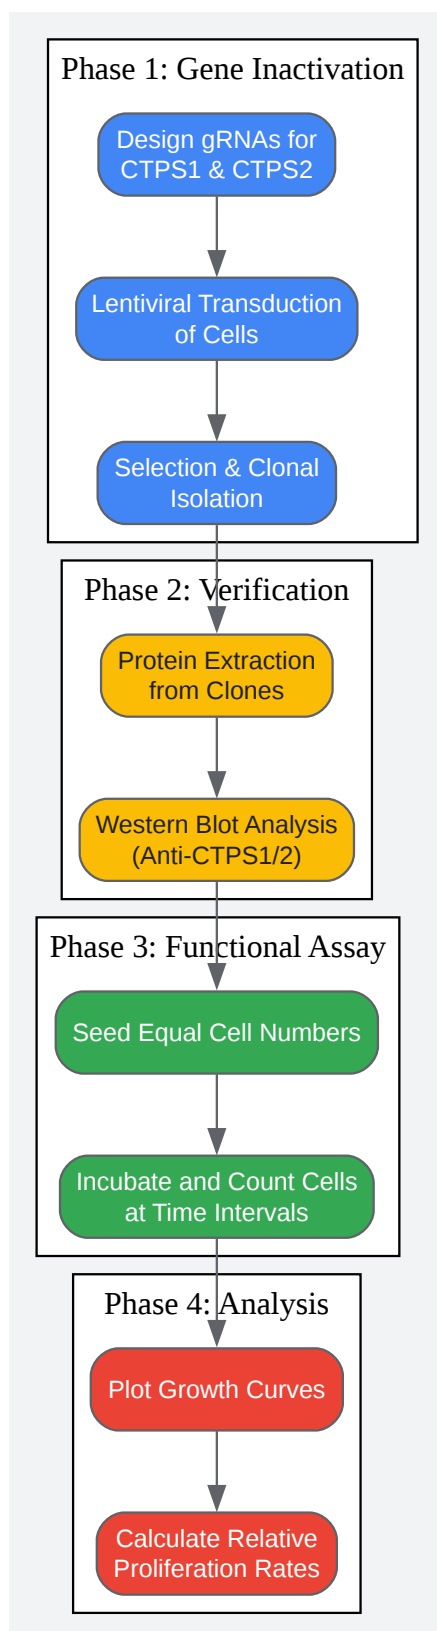 Phase 1: Gene Inactivation
Design gRNAs for
CTPS1 & CTPS2
Lentiviral Transduction
of Cells
Selection & Clonal
Isolation
Phase 2: Verification
Protein Extraction
from Clones
Western Blot Analysis
(Anti-CTPS1/2)
Phase 3: Functional Assay
Seed Equal Cell Numbers
Incubate and Count Cells
at Time Intervals
Phase 4: Analysis
Plot Growth Curves
Calculate Relative
Proliferation Rates